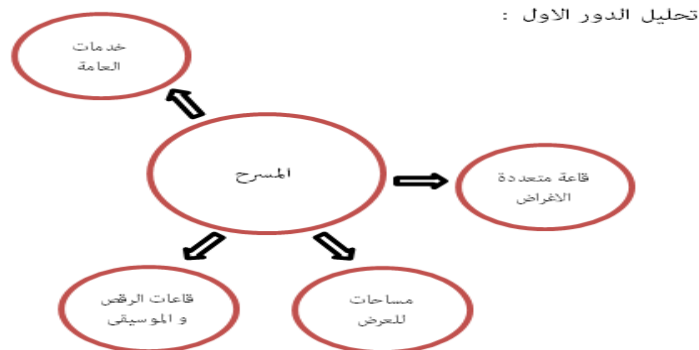 تحليل الدور الاول :
خدمات
العامة
المسرح
قاعة متعددة
الاغراض
مساحات
للعرض
قاعات الرقص
و الموسيقى